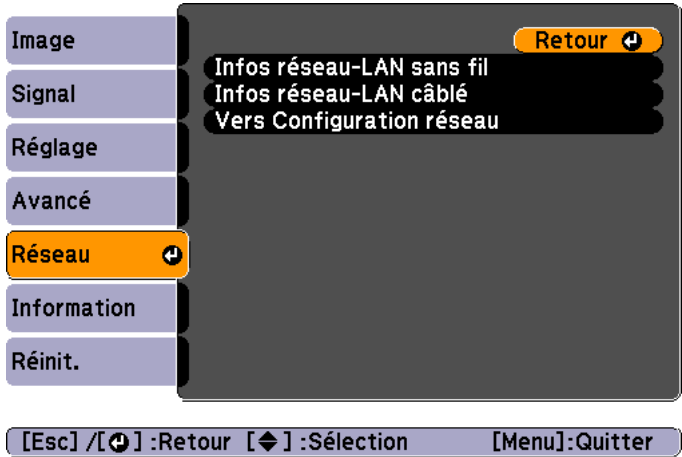 Image
Signal
Réglage
Avancé
Réseau
Information
Réinit.
Retour
Infos réseau-LAN sans fil
Infos réseau-LAN câblé
Vers Configuration réseau
[Esc] /[ ] :Retour [ ] :Sélection [Menu]:Quitter